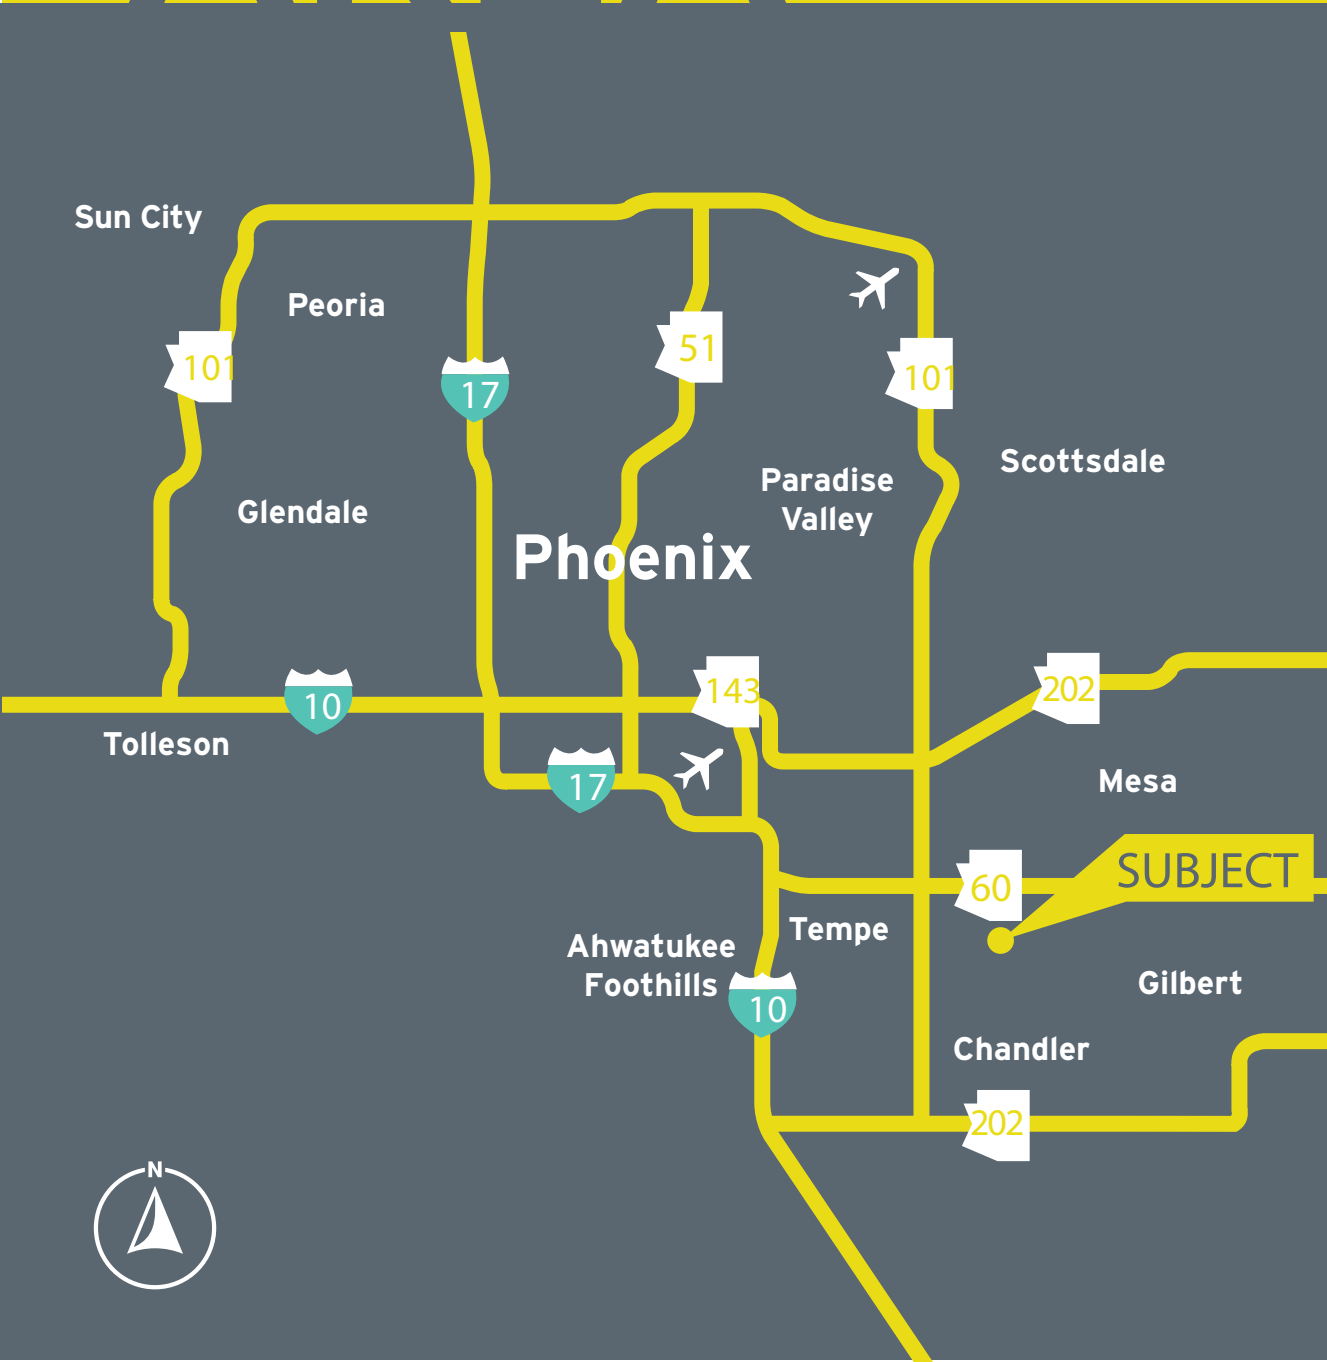 Sun City
Peoria
101
17
51
101
Scottsdale
Paradise
Valley
Glendale
Phoenix
143
202
10
Tolleson
17
Mesa
SUBJECT
60
Tempe
Ahwatukee
Foothills
Gilbert
10
Chandler
202
N